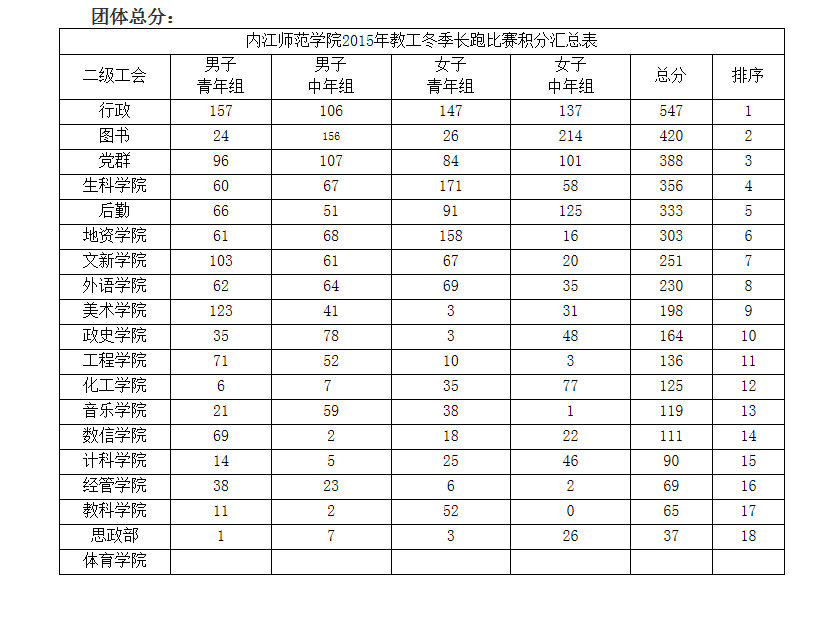 团体总分：
内江师范学院2015年教工冬季长跑比赛积分汇总表
二级工会 男子青年组 男子中年组 女子青年组 女子中年组 总分 排序
行政 157 106 147 137 547 1
图书 24 156 26 214 420 2
党群 96 107 84 101 388 3
生科学院 60 67 171 58 356 4
后勤 66 51 91 125 333 5
地资学院 61 68 158 16 303 6
文新学院 103 61 67 20 251 7
外语学院 62 64 69 35 230 8
美术学院 123 41 3 31 198 9
政史学院 35 78 3 48 164 10
工程学院 71 52 10 3 136 11
化工学院 6 7 35 77 125 12
音乐学院 21 59 38 1 119 13
数信学院 69 2 18 22 111 14
计科学院 14 5 25 46 90 15
经管学院 38 23 6 2 69 16
教科学院 11 2 52 0 65 17
思政部 1 7 3 26 37 18
体育学院